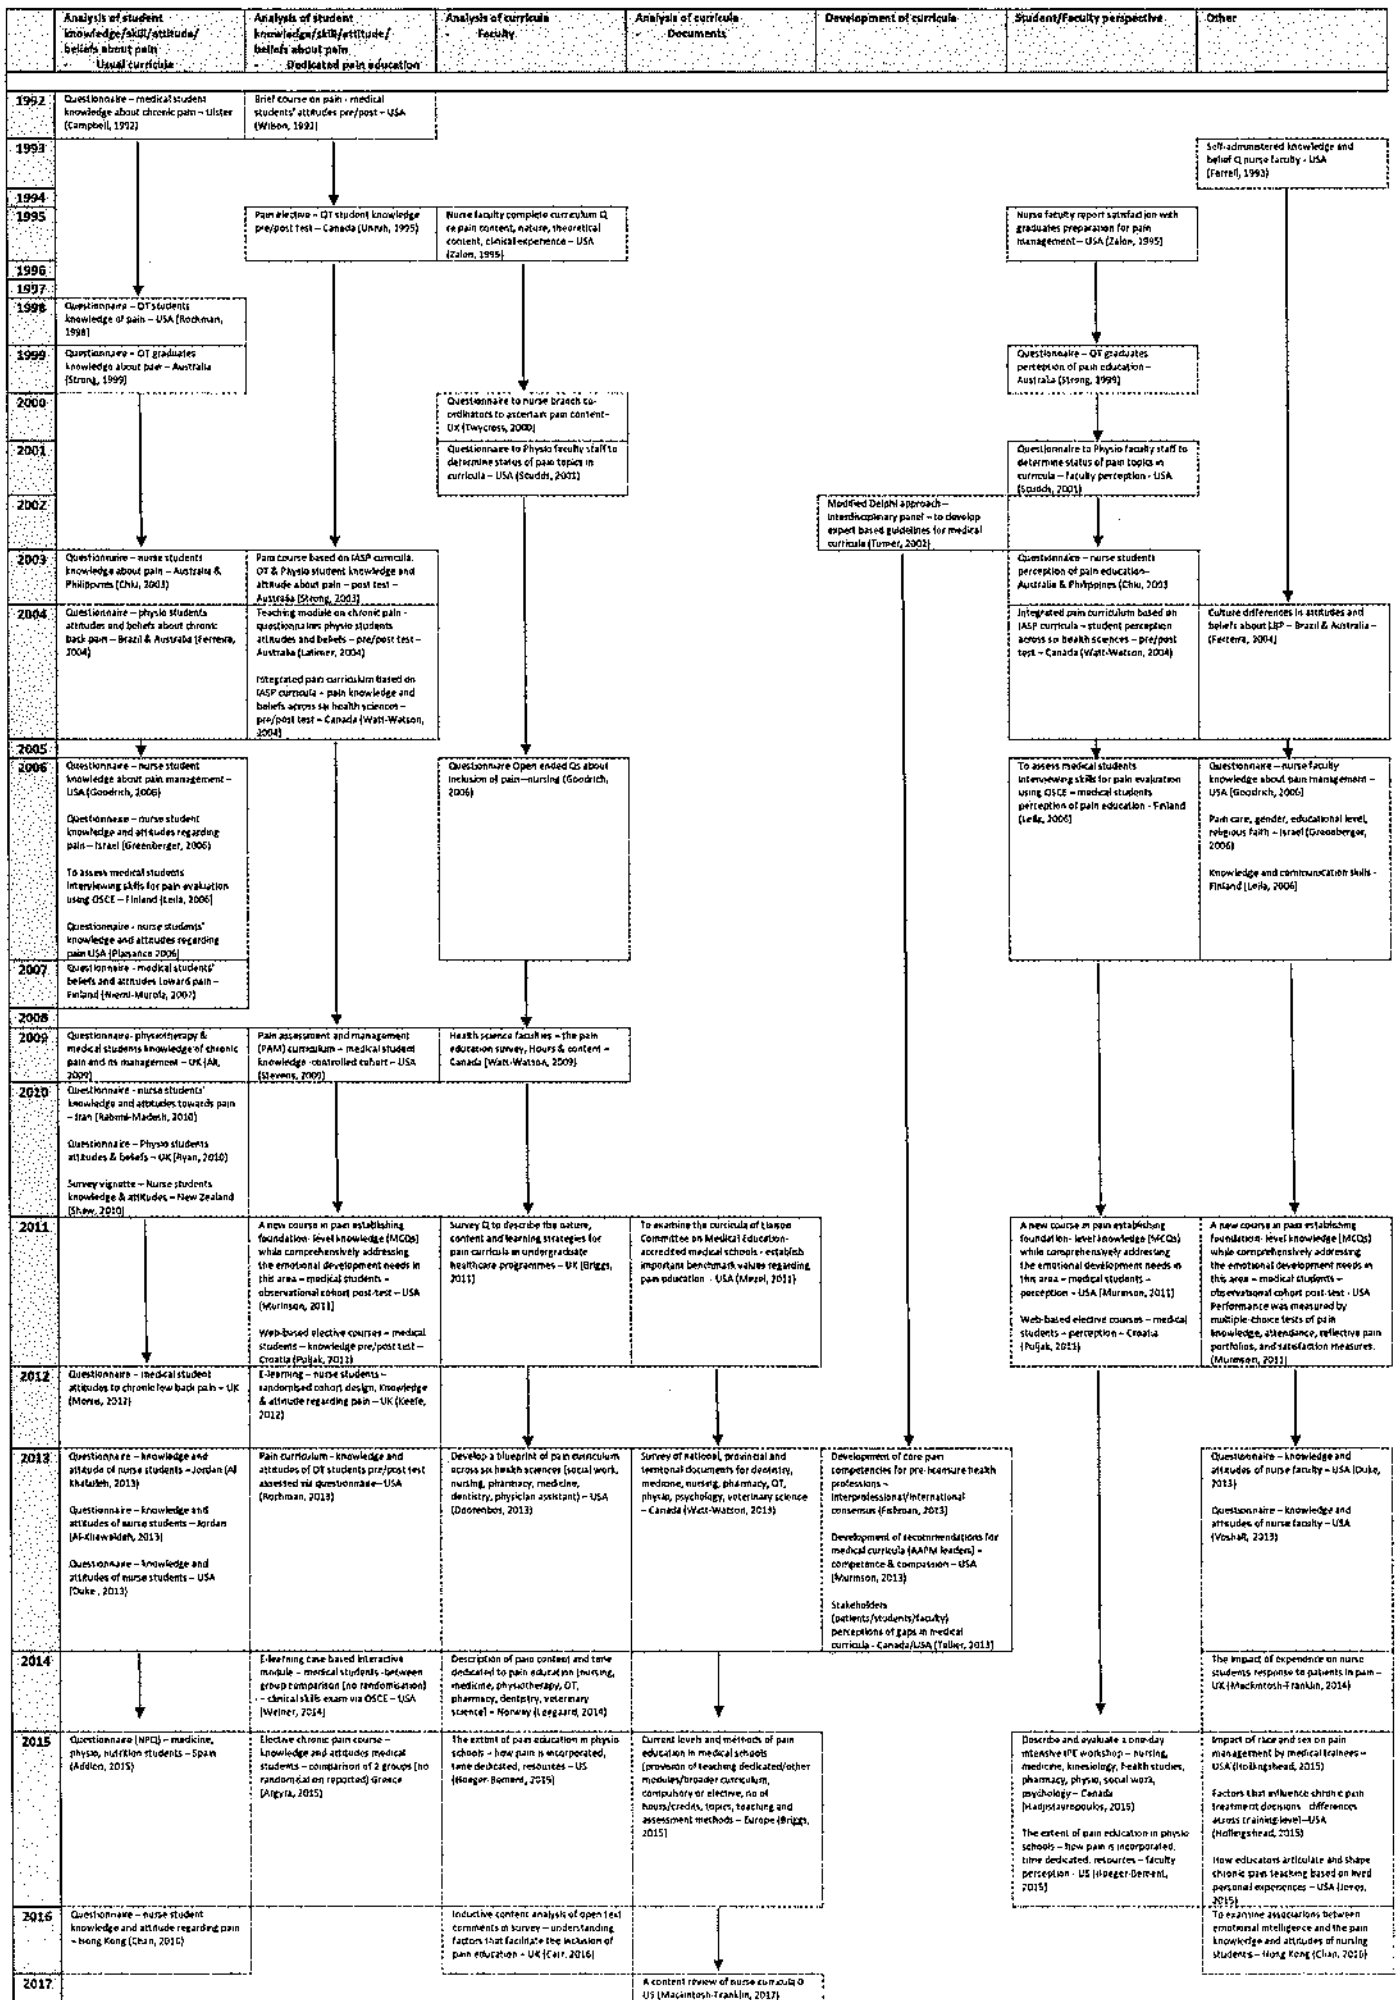 Analysis of student
knowledge/skill/attitude/
beliefs about pain
- Usual curricula
Analysis of student
knowledge/skill/attitude/
beliefs about pain
- Dedicated pain education
Analysis of curricula
- Faculty
Analysis of curricula
- Documents
Development of curricula
Student/Faculty perspective
Other
1992
Questionnaire – medical student
knowledge about chronic pain – Ulster
(Campbell, 1992)
Brief course on pain - medical
students' attitudes pre/post – USA
(Wilson, 1992)
1993
Self-administered knowledge and
belief Q nurse faculty - USA
(Ferrell, 1993)
1994
1995
Pain elective – OT student knowledge
pre/post test – Canada (Unruh, 1995)
Nurse faculty complete curriculum Q
re pain content, nature, theoretical
content, clinical experience – USA
(Zalon, 1995)
Nurse faculty report satisfaction with
graduates preparation for pain
management – USA (Zalon, 1995)
1996
1997
1998
Questionnaire – OT students
knowledge of pain – USA (Rochman,
1998)
1999
Questionnaire – OT graduates
knowledge about pain – Australia
(Strong, 1999)
Questionnaire – OT graduates
perception of pain education –
Australia (Strong, 1999)
2000
Questionnaire to nurse branch co-
ordinators to ascertain pain content–
UK (Twycross, 2000)
2001
Questionnaire to Physio faculty staff to
determine status of pain topics in
curricula – USA (Scudds, 2001)
Questionnaire to Physio faculty staff to
determine status of pain topics in
curricula – faculty perception - USA
(Scudds, 2001)
2002
Modified Delphi approach –
interdisciplinary panel – to develop
expert based guidelines for medical
curricula (Turner, 2002)
2003
Questionnaire – nurse students
knowledge about pain – Australia &
Philippines (Chiu, 2003)
Pain course based on IASP curricula.
OT & Physio student knowledge and
attitude about pain – post test –
Australia (Strong, 2003)
Questionnaire – nurse students
perception of pain education–
Australia & Philippines (Chiu, 2003
2004
Questionnaire – physio students
attitudes and beliefs about chronic
back pain – Brazil & Australia (Ferreira,
2004)
Teaching module on chronic pain -
questionnaires physio students
attitudes and beliefs – pre/post test –
Australia (Latimer, 2004)
Integrated pain curriculum based on
IASP curricula – pain knowledge and
beliefs across six health sciences –
pre/post test – Canada (Watt-Watson,
2004)
Integrated pain curriculum based on
IASP curricula – student perception
across six health sciences – pre/post
test – Canada (Watt-Watson, 2004)
Culture differences in attitudes and
beliefs about LBP – Brazil & Australia –
(Ferreira, 2004)
2005
2006
Questionnaire – nurse student
knowledge about pain management –
USA (Goodrich, 2006)
Questionnaire – nurse student
knowledge and attitudes regarding
pain – Israel (Greenberger, 2006)
To assess medical students
interviewing skills for pain evaluation
using OSCE – Finland (Leila, 2006)
Questionnaire - nurse students'
knowledge and attitudes regarding
pain USA (Plaisance 2006)
Questionnaire Open ended Qs about
inclusion of pain—nursing (Goodrich,
2006)
To assess medical students
interviewing skills for pain evaluation
using OSCE – medical students
perception of pain education - Finland
(Leila, 2006)
Questionnaire – nurse faculty
knowledge about pain management –
USA (Goodrich, 2006)
Pain care, gender, educational level,
religious faith – Israel (Greenberger,
2006)
Knowledge and communication skills -
Finland (Leila, 2006)
2007
Questionnaire - medical students'
beliefs and attitudes toward pain –
Finland (Niemi-Murola, 2007)
2008
2009
Questionnaire- physiotherapy &
medical students knowledge of chronic
pain and its management – UK (Ali,
2009)
Pain assessment and management
(PAM) curriculum – medical student
knowledge -controlled cohort – USA
(Stevens, 2009)
Health science faculties – the pain
education survey, Hours & content –
Canada (Watt-Watson, 2009)
2010
Questionnaire - nurse students'
knowledge and attitudes towards pain
– Iran (Rahimi-Madseh, 2010)
Questionnaire – Physio students
attitudes & beliefs – UK (Ryan, 2010)
Survey vignette – Nurse students
knowledge & attitudes – New Zealand
(Shaw, 2010)
2011
A new course in pain establishing
foundation- level knowledge (MCQs)
while comprehensively addressing
the emotional development needs in
this area – medical students –
observational cohort post-test – USA
(Murinson, 2011)
Web-based elective courses – medical
students – knowledge pre/post test –
Croatia (Puljak, 2011)
Survey Q to describe the nature,
content and learning strategies for
pain curricula in undergraduate
healthcare programmes – UK (Briggs,
2011)
To examine the curricula of Liaison
Committee on Medical Education-
accredited medical schools - establish
important benchmark values regarding
pain education - USA (Mezei, 2011)
A new course in pain establishing
foundation- level knowledge (MCQs)
while comprehensively addressing
the emotional development needs in
this area – medical students –
perception – USA (Murinson, 2011)
Web-based elective courses – medical
students – perception – Croatia
(Puljak, 2011)
A new course in pain establishing
foundation- level knowledge (MCQs)
while comprehensively addressing
the emotional development needs in
this area – medical students –
observational cohort post-test - USA
Performance was measured by
multiple-choice tests of pain
knowledge, attendance, reflective pain
portfolios, and satisfaction measures.
(Murinson, 2011)
2012
Questionnaire – medical student
attitudes to chronic low back pain – UK
(Morris, 2012)
E-learning – nurse students –
randomised cohort design, Knowledge
& attitude regarding pain – UK (Keefe,
2012)
2013
Questionnaire – knowledge and
attitude of nurse students – Jordan (Al
Khalaileh, 2013)
Questionnaire – knowledge and
attitudes of nurse students – Jordan
(Al-Khawaldeh, 2013)
Questionnaire – knowledge and
attitudes of nurse students – USA
(Duke , 2013)
Pain curriculum - knowledge and
attitudes of OT students pre/post test
assessed via questionnaire– USA
(Rochman, 2013)
Develop a blueprint of pain curriculum
across six health sciences (social work,
nursing, pharmacy, medicine,
dentistry, physician assistant) – USA
(Doorenbos, 2013)
Survey of national, provincial and
territorial documents for dentistry,
medicine, nursing, pharmacy, OT,
physio, psychology, veterinary science
– Canada (Watt-Watson, 2013)
Development of core pain
competencies for pre-licensure health
professions –
interprofessional/international
consensus (Fishman, 2013)
Development of recommendations for
medical curricula (AAPM leaders) –
competence & compassion – USA
(Murinson, 2013)
Stakeholders
(patients/students/faculty)
perceptions of gaps in medical
curricula - Canada/USA (Tellier, 2013)
Questionnaire – knowledge and
attitudes of nurse faculty – USA (Duke,
2013)
Questionnaire – knowledge and
attitudes of nurse faculty – USA
(Voshall, 2013)
2014
E-learning case based interactive
module – medical students -between
group comparison (no randomisation)
– clinical skills exam via OSCE – USA
(Weiner, 2014)
Description of pain content and time
dedicated to pain education (nursing,
medicine, physiotherapy, OT,
pharmacy, dentistry, veterinary
science) – Norway (Leegaard, 2014)
The impact of experience on nurse
students response to patients in pain –
UK (Mackintosh-Franklin, 2014)
2015
Questionnaire (NPQ) – medicine,
physio, nutrition students – Spain
(Adillon, 2015)
Elective chronic pain course –
knowledge and attitudes medical
students – comparison of 2 groups (no
randomisation reported) Greece
(Argyra, 2015)
The extent of pain education in physio
schools – how pain is incorporated,
time dedicated, resources – US
(Hoeger-Bement, 2015)
Current levels and methods of pain
education in medical schools
(provision of teaching dedicated/other
modules/broader curriculum,
compulsory or elective, no of
hours/credits, topics, teaching and
assessment methods – Europe (Briggs,
2015)
Describe and evaluate a one-day
intensive IPE workshop – nursing,
medicine, kinesiology, health studies,
pharmacy, physio, social work,
psychology – Canada
(Hadjistavropoulos, 2015)
The extent of pain education in physio
schools – how pain is incorporated,
time dedicated, resources – faculty
perception - US (Hoeger-Bement,
2015)
Impact of race and sex on pain
management by medical trainees –
USA (Hollingshead, 2015)
Factors that influence chronic pain
treatment decisions - differences
across training level—USA
(Hollingshead, 2015)
How educators articulate and shape
chronic pain teaching based on lived
personal experiences – USA (Jeros,
2015)
2016
Questionnaire – nurse student
knowledge and attitude regarding pain
– Hong Kong (Chan, 2016)
Inductive content analysis of open text
comments in survey – understanding
factors that facilitate the inclusion of
pain education – UK (Carr, 2016)
To examine associations between
emotional intelligence and the pain
knowledge and attitudes of nursing
students – Hong Kong (Chan, 2016)
2017
A content review of nurse curricula
US (Mackintosh-Franklin, 2017)